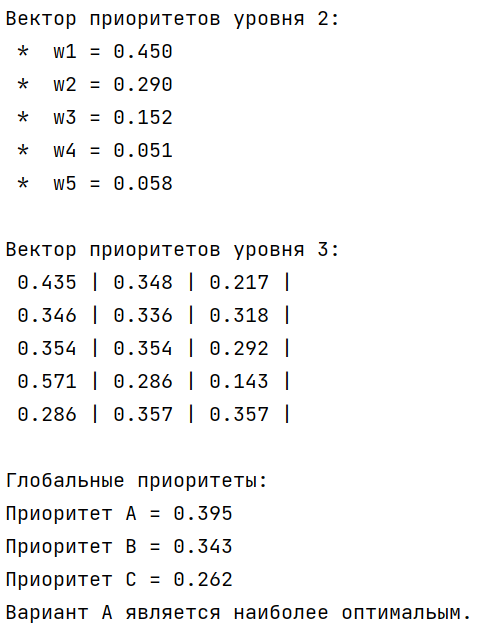 Вектор приоритетов уровня 2:
* w1 = 0.450
* w2 = 0.290
* w3 = 0.152
* w4 = 0.051
* w5 = 0.058
Вектор приоритетов уровня 3:
0.435 | 0.348 | 0.217 |
0.346 | 0.336 | 0.318 |
0.354 | 0.354 | 0.292 |
0.571 | 0.286 | 0.143 |
0.286 | 0.357 | 0.357 |
Глобальные приоритеты:
Приоритет A = 0.395
Приоритет B = 0.343
Приоритет C = 0.262
Вариант A является наиболее оптимальым.